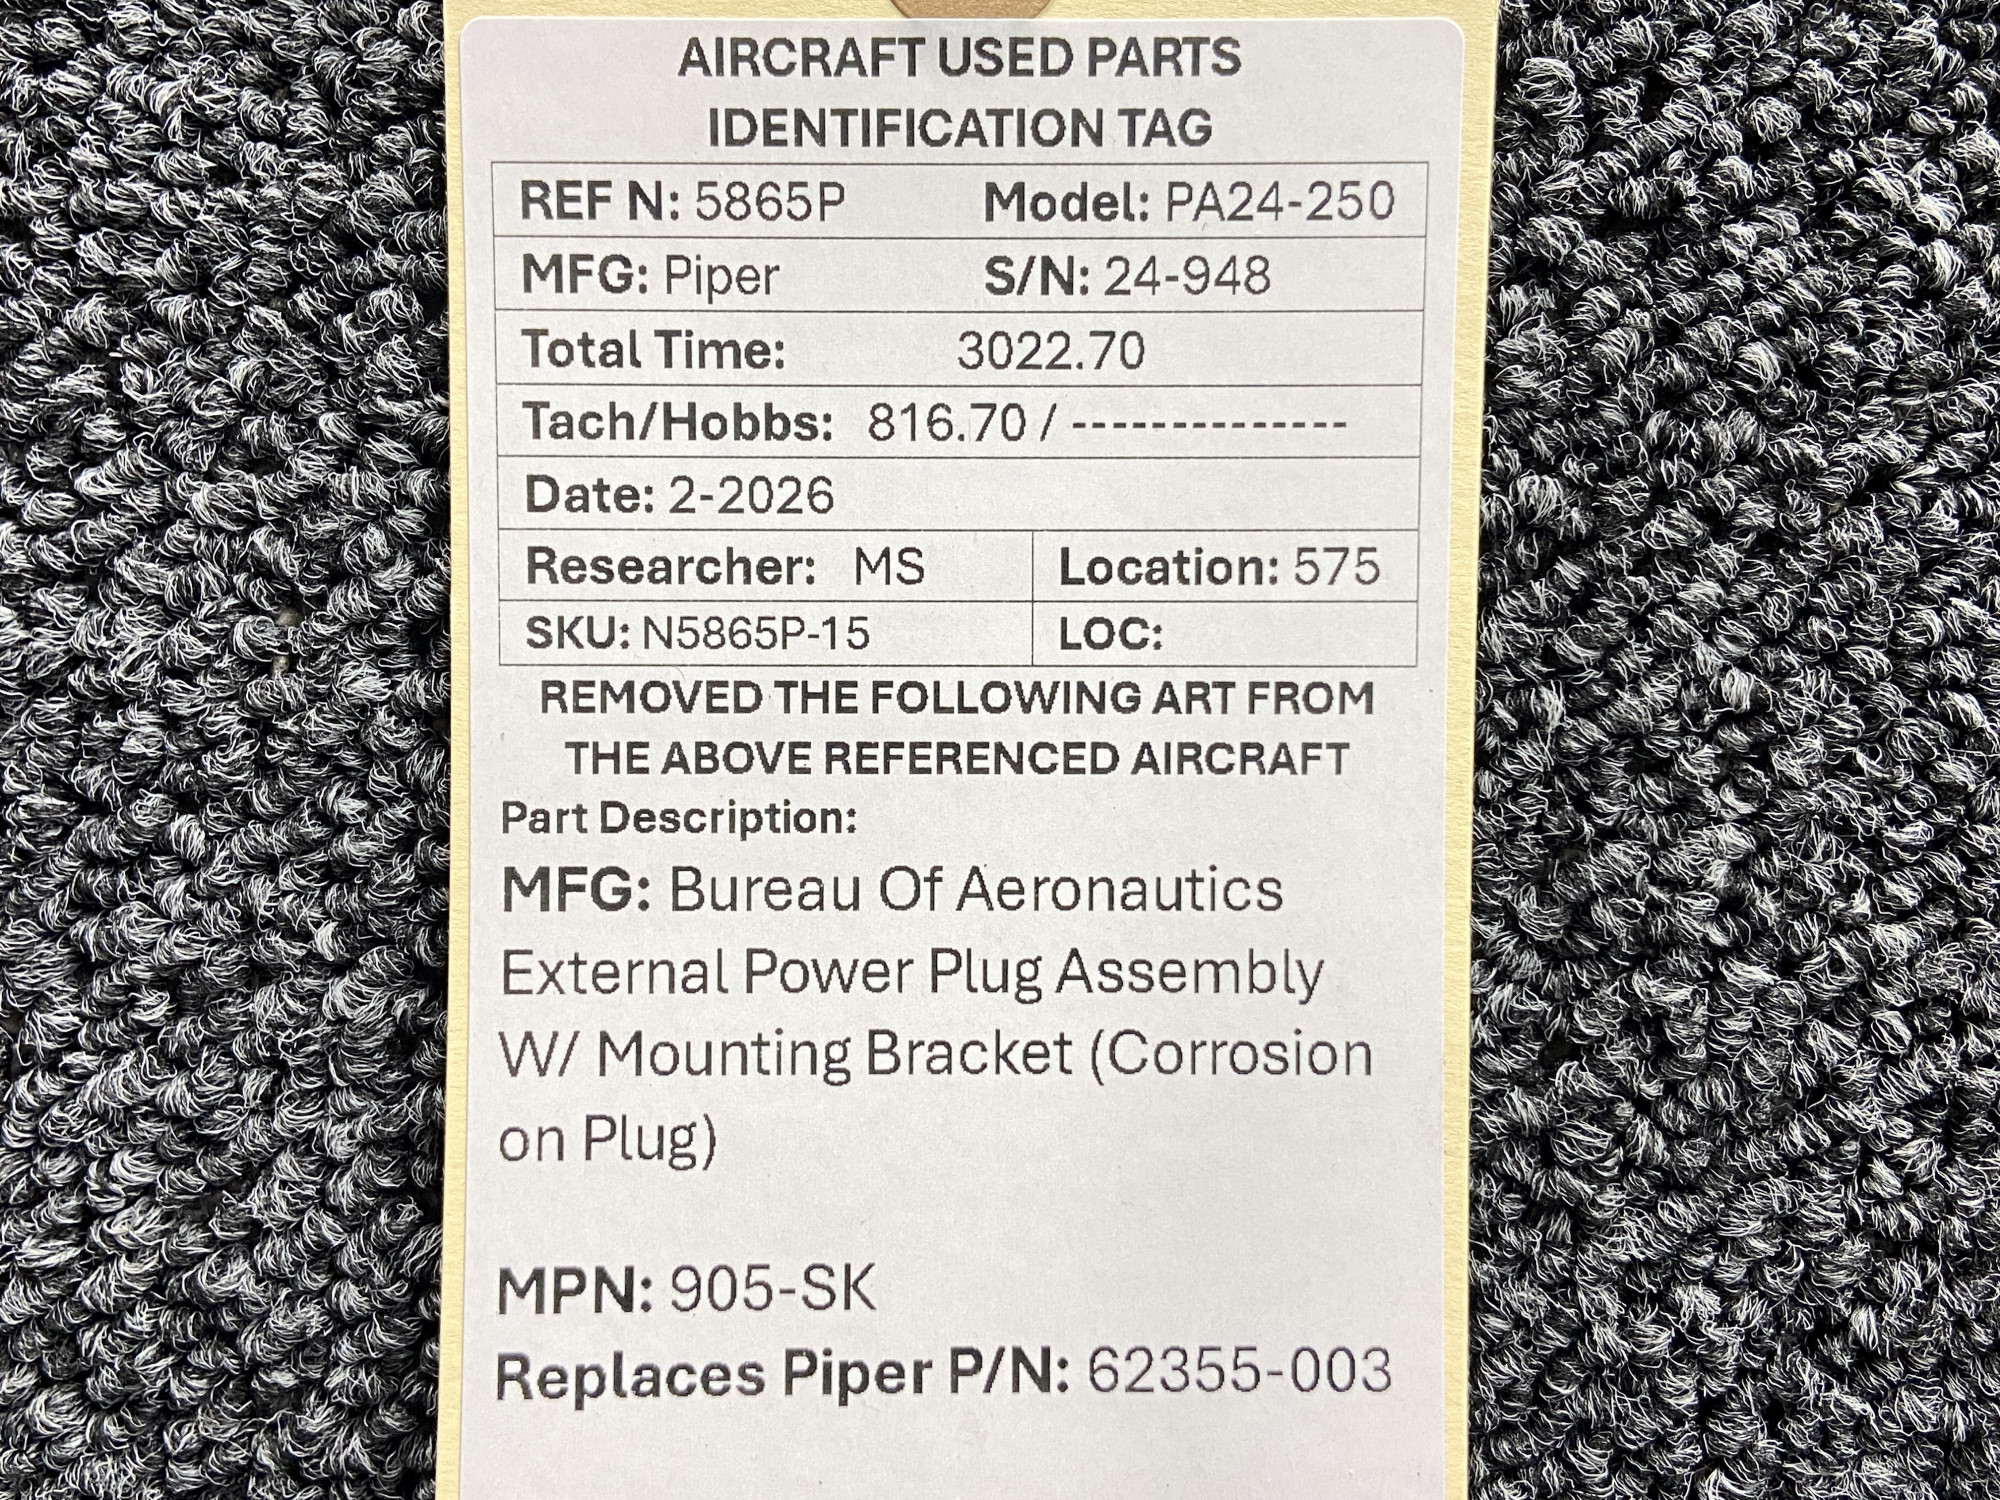 AIRCRAFT USED PARTS
IDENTIFICATION TAG
REF N: 5865P Model: PA24-250
MFG: Piper S/N: 24-948
Total Time: 3022.70
Tach/Hobbs: 816.70 / --------------
Date: 2-2026
Researcher: MS Location: 575
SKU: N5865P-15 LOC:
REMOVED THE FOLLOWING ART FROM
THE ABOVE REFERENCED AIRCRAFT
Part Description:
MFG: Bureau Of Aeronautics
External Power Plug Assembly
W/ Mounting Bracket (Corrosion
on Plug)
MPN: 905-SK
Replaces Piper P/N: 62355-003